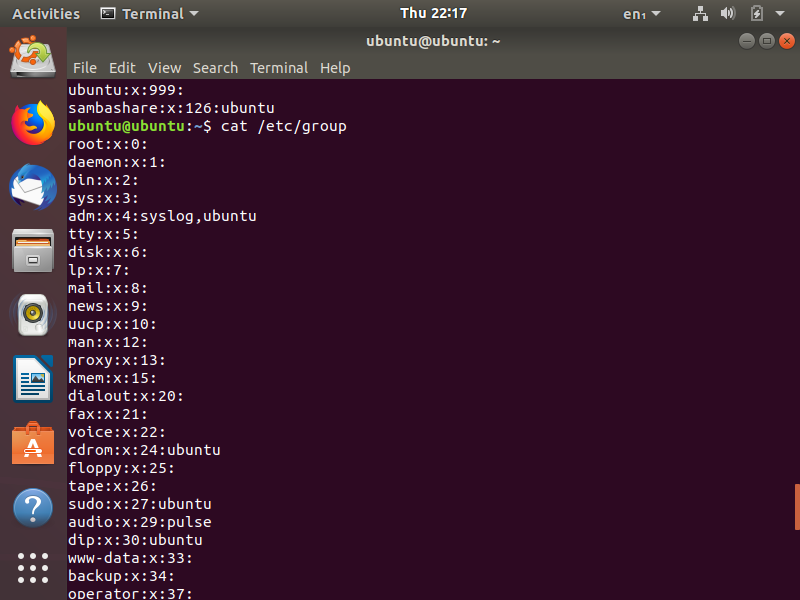 Activities Terminal Thu 22:17 en₁
ubuntu@ubuntu: ~
File Edit View Search Terminal Help
ubuntu:x:999:
sambashare:x:126:ubuntu
ubuntu@ubuntu:~$ cat /etc/group
root:x:0:
daemon:x:1:
bin:x:2:
sys:x:3:
adm:x:4:syslog,ubuntu
tty:x:5:
disk:x:6:
lp:x:7:
mail:x:8:
news:x:9:
uucp:x:10:
man:x:12:
proxy:x:13:
kmem:x:15:
dialout:x:20:
fax:x:21:
voice:x:22:
cdrom:x:24:ubuntu
floppy:x:25:
tape:x:26:
sudo:x:27:ubuntu
audio:x:29:pulse
dip:x:30:ubuntu
www-data:x:33:
backup:x:34:
operator:x:37: